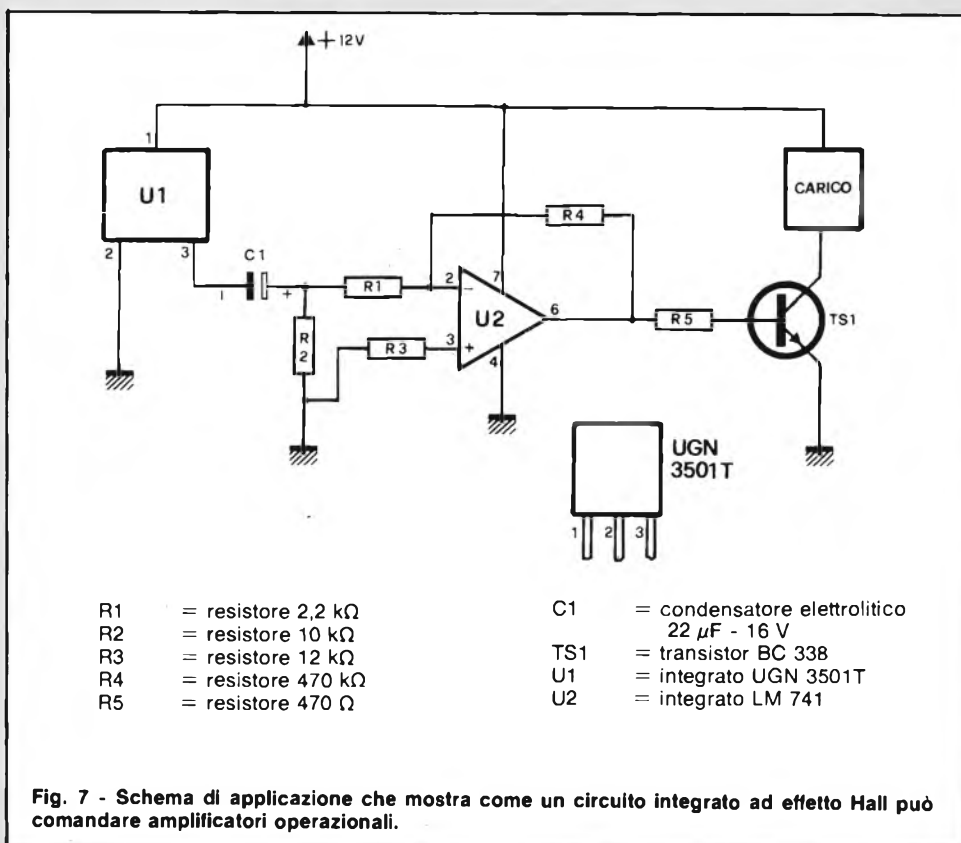 + 12V
1
U1
2
3
C1
+
R1
R2
R3
R4
2
-
7
U2
6
3
+
4
R5
CARICO
TS1
UGN
3501T
1 2 3
R1 = resistore 2,2 kΩ
R2 = resistore 10 kΩ
R3 = resistore 12 kΩ
R4 = resistore 470 kΩ
R5 = resistore 470 Ω
C1 = condensatore elettrolitico
22 µF - 16 V
TS1 = transistor BC 338
U1 = integrato UGN 3501T
U2 = integrato LM 741
Fig. 7 - Schema di applicazione che mostra come un circuito integrato ad effetto Hall può
comandare amplificatori operazionali.